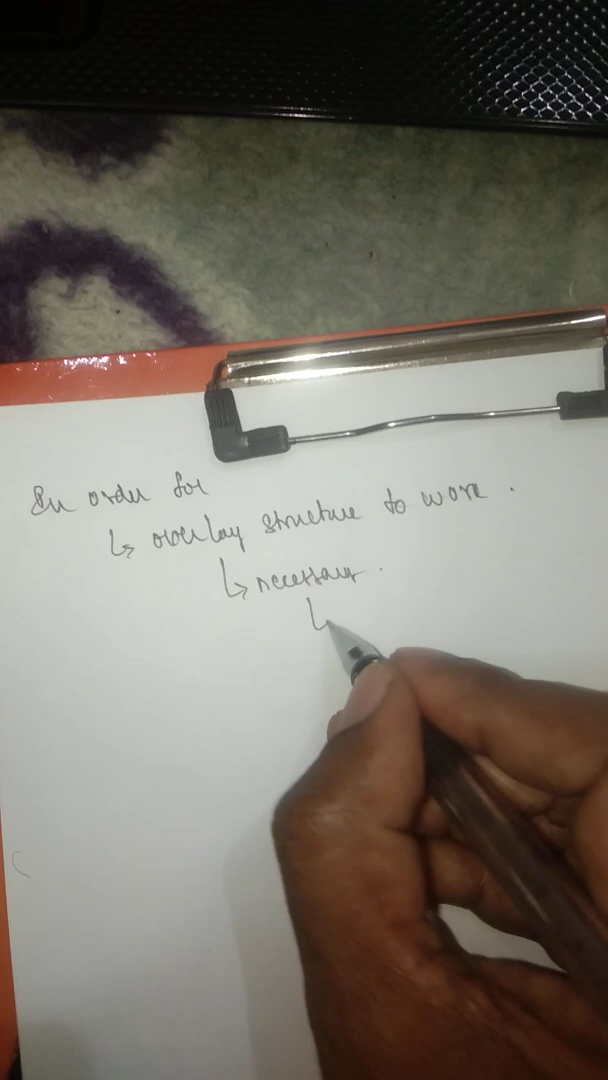 In order for
↳ overlay structure to work.
↳ necessary.
↳